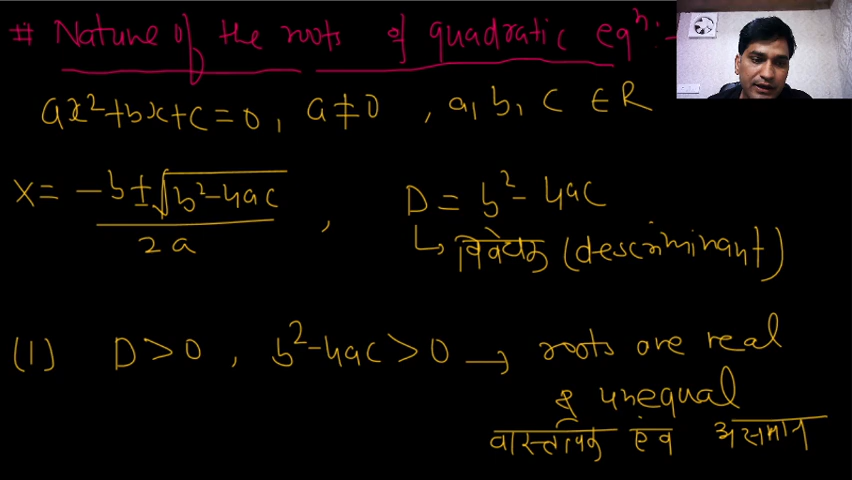 # Nature of the roots of quadratic eqⁿ:-
ax²+bx+c=0, a≠0, a, b, c ∈R
x= -b±√b²-4ac / 2a , D = b²-4ac
↳ विवेचक (descriminant)
(1) D>0, b²-4ac>0 → roots are real
& unequal
वास्तविक एंव असमान